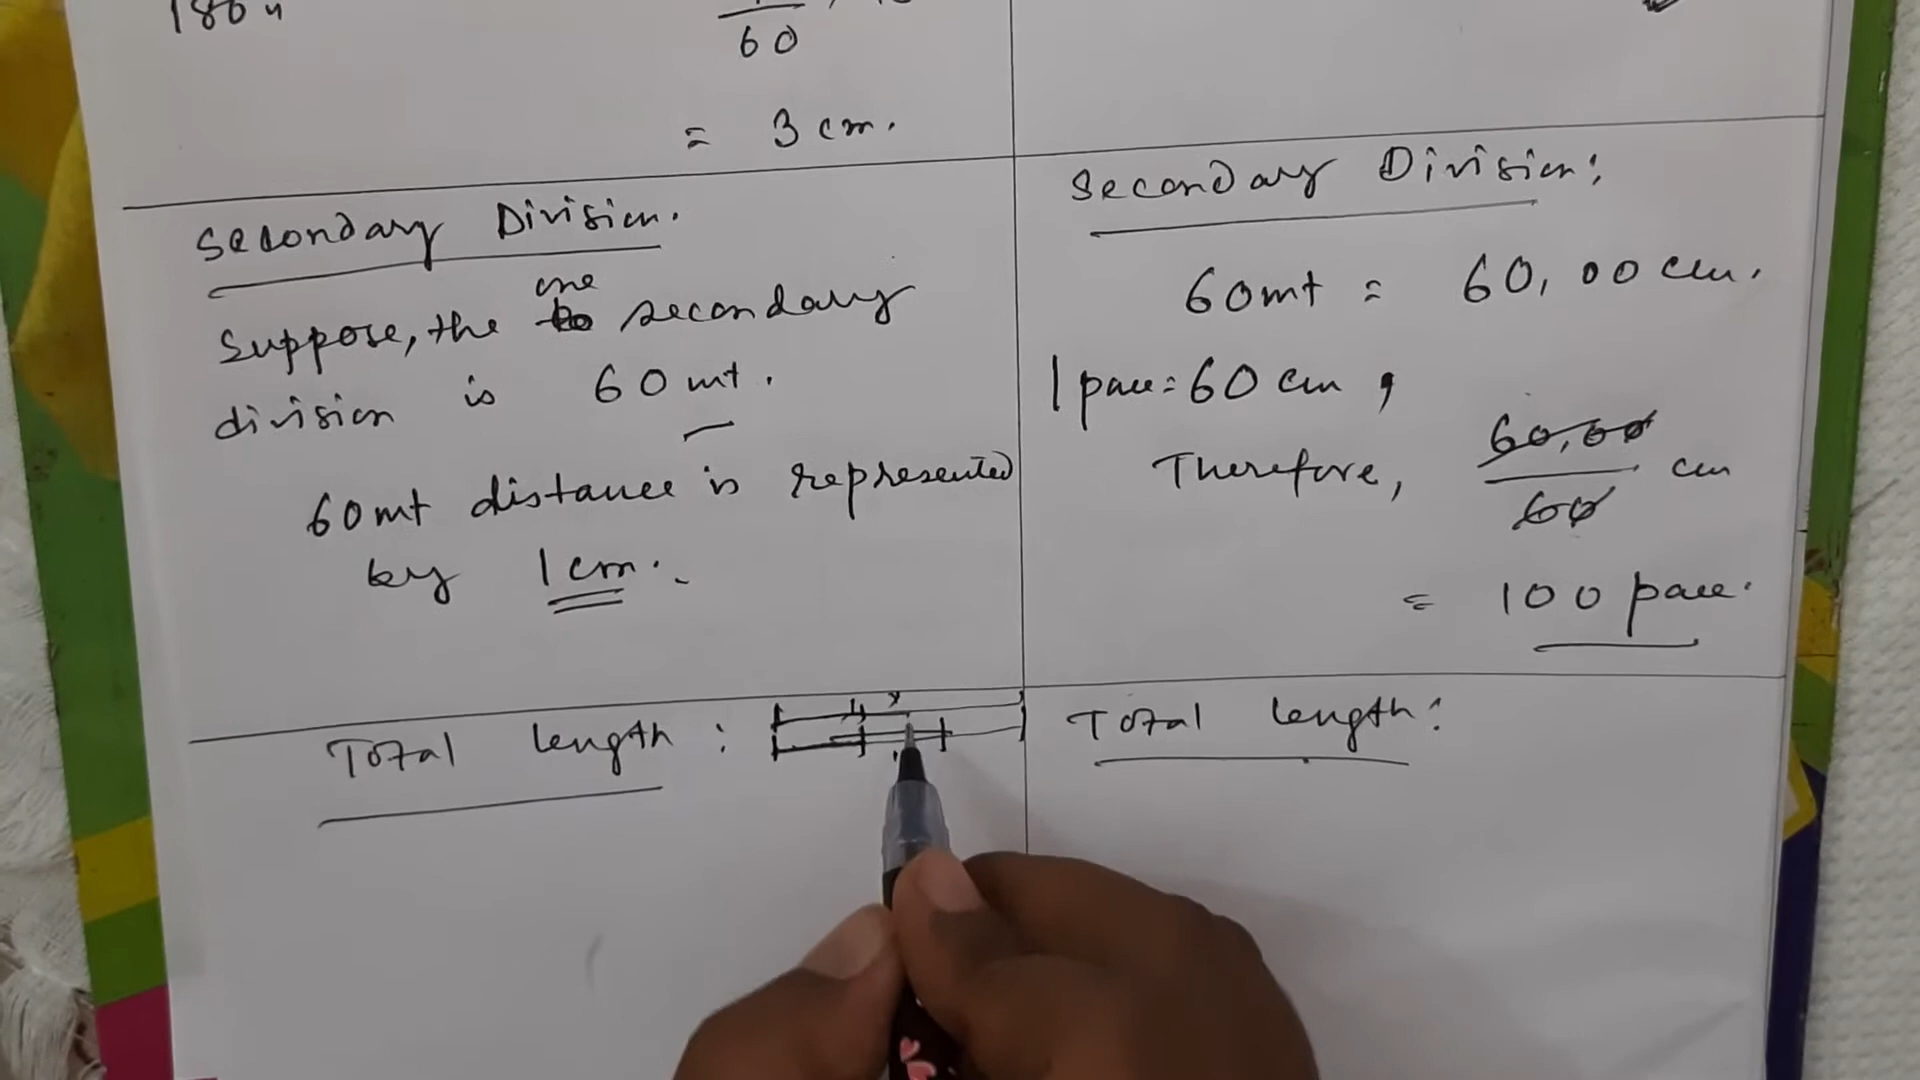 60
= 3 cm.
Secondary Division.
one
Suppose, the secondary
division is 60 mt.
60 mt distance is represented
by 1 cm.
Total length :
Secondary Division:
60mt = 60,00 cm.
1 pace = 60 cm,
Therefore, 60,00 cm
60
= 100 pace.
Total length: